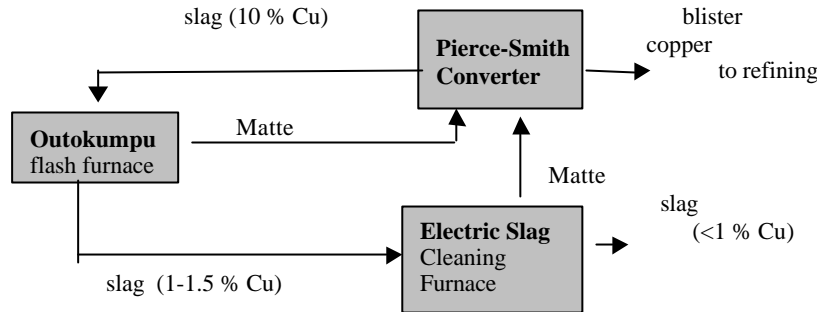 slag (10 % Cu)
blister
copper
to refining
Pierce-Smith
Converter
Outokumpu
flash furnace
Matte
Matte
slag
(<1 % Cu)
Electric Slag
Cleaning
Furnace
slag (1-1.5 % Cu)